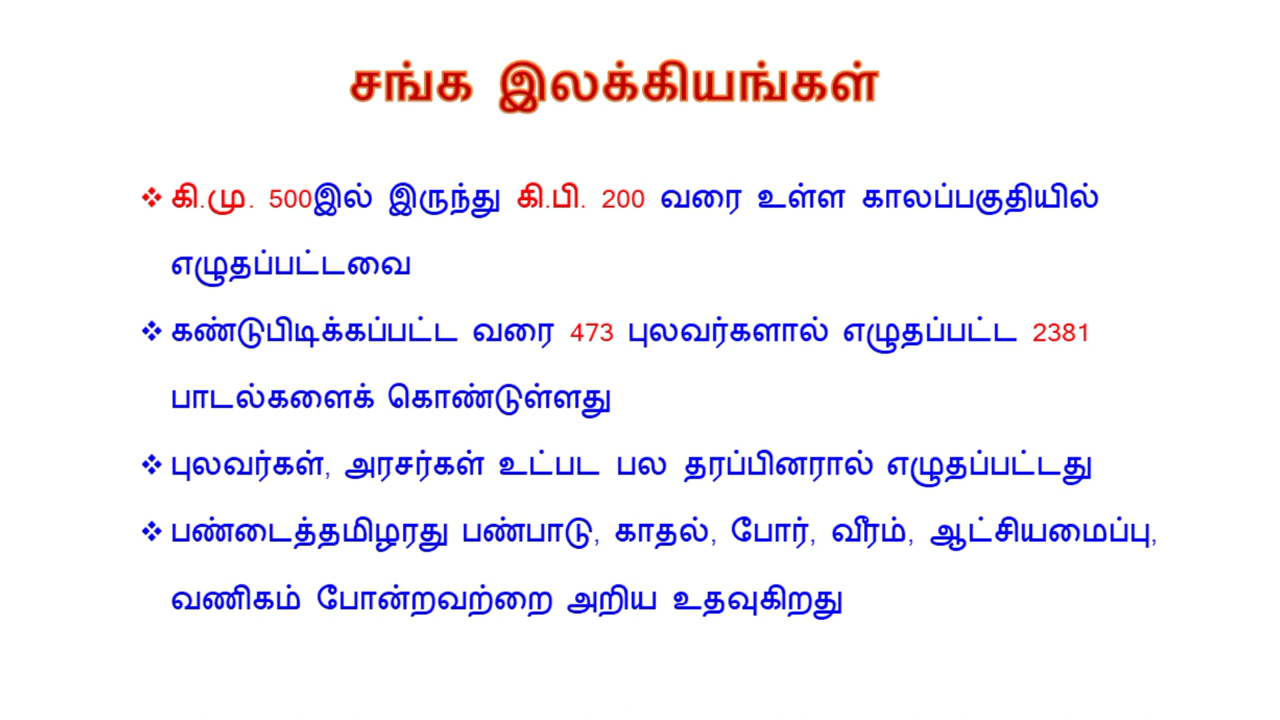 சங்க இலக்கியங்கள்
❖ கி.மு. 500இல் இருந்து கி.பி. 200 வரை உள்ள காலப்பகுதியில்
எழுதப்பட்டவை
❖ கண்டுபிடிக்கப்பட்ட வரை 473 புலவர்களால் எழுதப்பட்ட 2381
பாடல்களைக் கொண்டுள்ளது
❖ புலவர்கள், அரசர்கள் உட்பட பல தரப்பினரால் எழுதப்பட்டது
❖ பண்டைத்தமிழரது பண்பாடு, காதல், போர், வீரம், ஆட்சியமைப்பு,
வணிகம் போன்றவற்றை அறிய உதவுகிறது